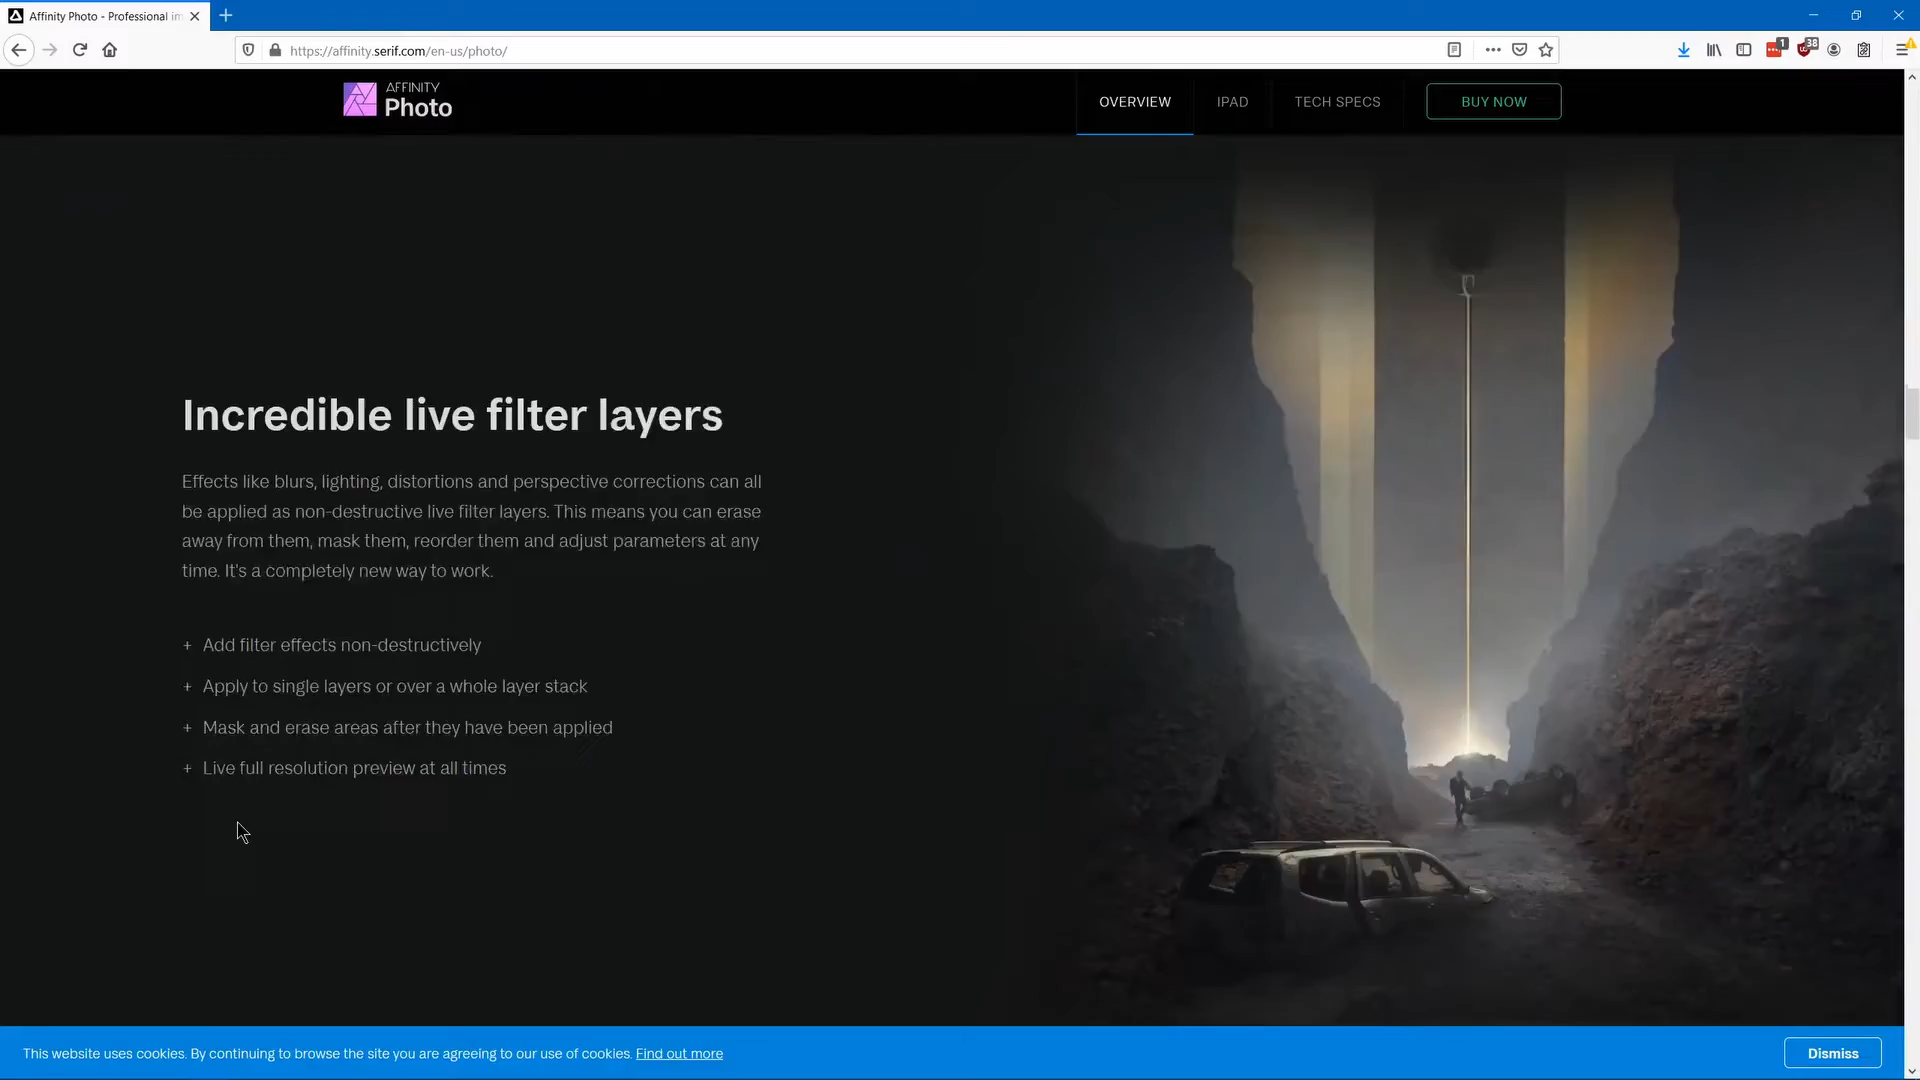 Affinity Photo - Professional im
https://affinity.serif.com/en-us/photo/
1
38
AFFINITY
Photo
OVERVIEW
IPAD
TECH SPECS
BUY NOW
Incredible live filter layers
Effects like blurs, lighting, distortions and perspective corrections can all
be applied as non-destructive live filter layers. This means you can erase
away from them, mask them, reorder them and adjust parameters at any
time. It's a completely new way to work.
+ Add filter effects non-destructively
+ Apply to single layers or over a whole layer stack
+ Mask and erase areas after they have been applied
+ Live full resolution preview at all times
This website uses cookies. By continuing to browse the site you are agreeing to our use of cookies. Find out more
Dismiss